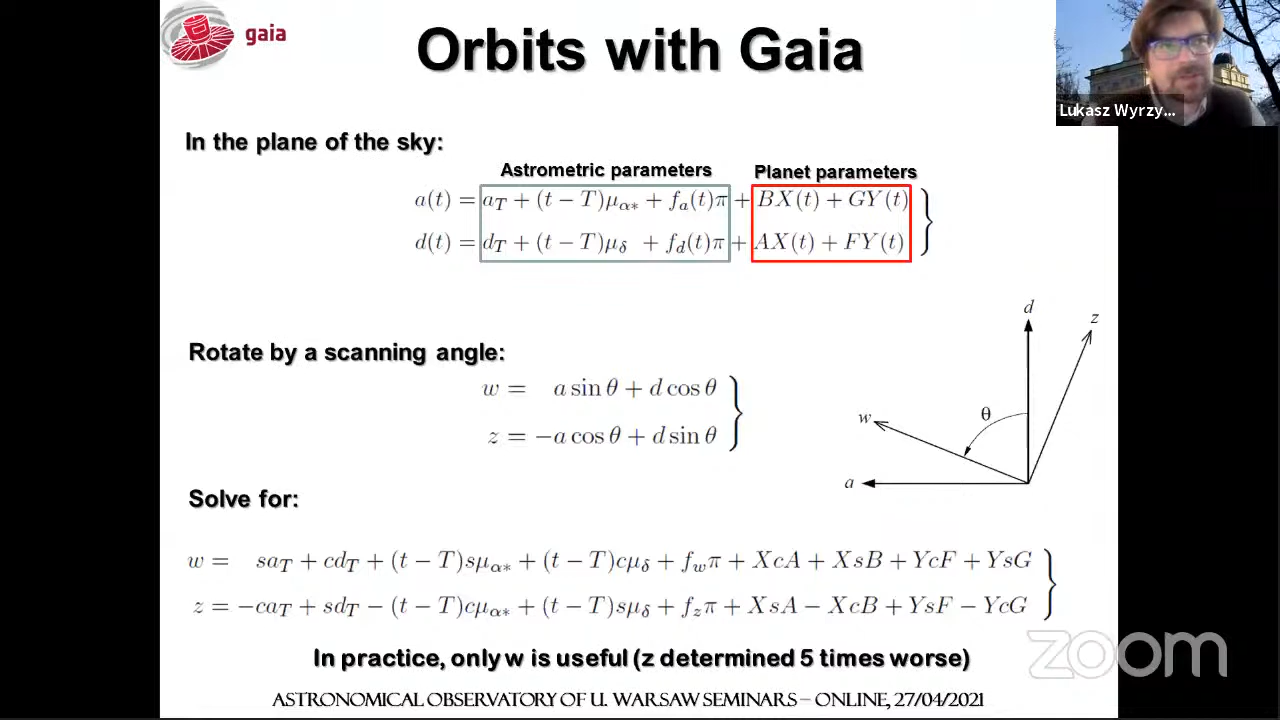 gaia
Orbits with Gaia
Lukasz Wyrzy...
In the plane of the sky:
Astrometric parameters Planet parameters
a(t) = a_T + (t − T)μ_α* + f_a(t)π + BX(t) + GY(t)
d(t) = d_T + (t − T)μ_δ + f_d(t)π + AX(t) + FY(t)
Rotate by a scanning angle:
w = a sin θ + d cos θ
z = −a cos θ + d sin θ
d
z
θ
w
a
Solve for:
w = sa_T + cd_T + (t − T)sμ_α* + (t − T)cμ_δ + f_wπ + XcA + XsB + YcF + YsG
z = −ca_T + sd_T − (t − T)cμ_α* + (t − T)sμ_δ + f_zπ + XsA − XcB + YsF − YcG
In practice, only w is useful (z determined 5 times worse)
zoom
ASTRONOMICAL OBSERVATORY OF U. WARSAW SEMINARS – ONLINE, 27/04/2021